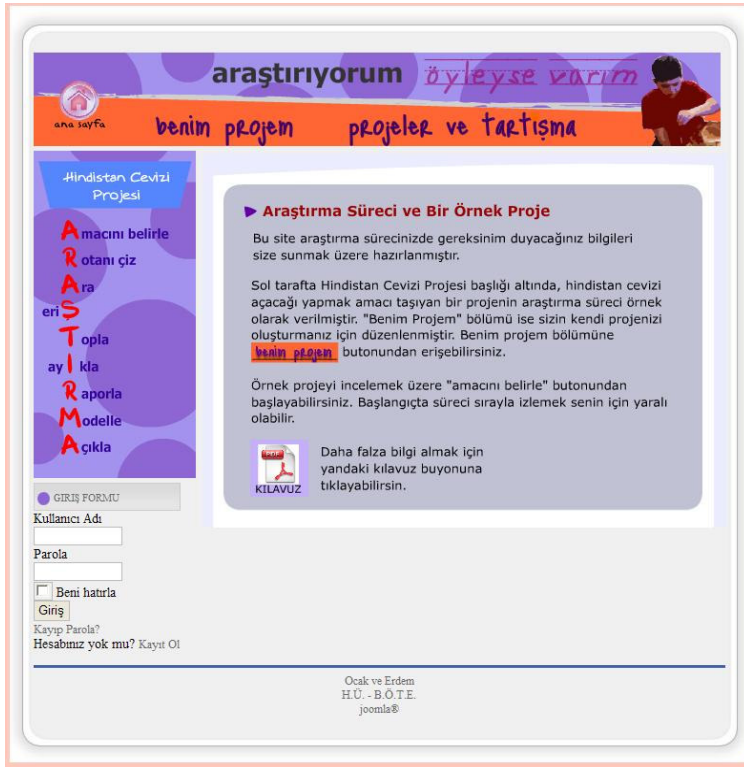 araştırıyorum öyleyse varım
ana sayfa
benim projem
projeler ve tartışma
Hindistan Cevizi
Projesi
Amacını belirle
Rotanı çiz
Ara
eriŞ
Topla
ay I kla
Raporla
Modelle
Açıkla
GIRIŞ FORMU
Kullanıcı Adı
Parola
Beni hatırla
Giriş
Kayıp Parola?
Hesabınız yok mu? Kayıt Ol
Araştırma Süreci ve Bir Örnek Proje
Bu site araştırma sürecinizde gereksinim duyacağınız bilgileri
size sunmak üzere hazırlanmıştır.
Sol tarafta Hindistan Cevizi Projesi başlığı altında, hindistan cevizi
açacağı yapmak amacı taşıyan bir projenin araştırma süreci örnek
olarak verilmiştir. "Benim Projem" bölümü ise sizin kendi projenizi
oluşturmanız için düzenlenmiştir. Benim projem bölümüne
benim projem butonundan erişebilirsiniz.
Örnek projeyi incelemek üzere "amacını belirle" butonundan
başlayabilirsiniz. Başlangıçta süreci sırayla izlemek senin için yaralı
olabilir.
KILAVUZ
Daha falza bilgi almak için
yandaki kılavuz buyonuna
tıklayabilirsin.
Ocak ve Erdem
H.Ü. - B.Ö.T.E.
joomla®